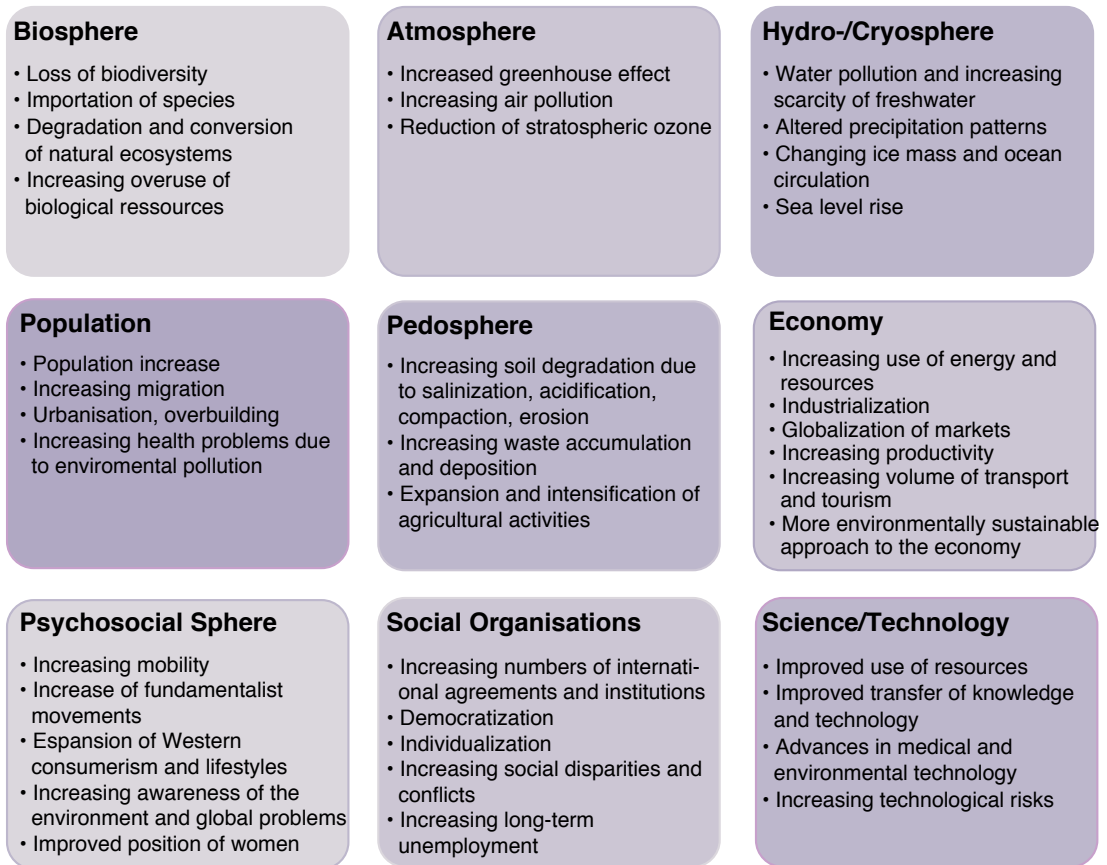 Biosphere
• Loss of biodiversity
• Importation of species
• Degradation and conversion
of natural ecosystems
• Increasing overuse of
biological ressources
Atmosphere
• Increased greenhouse effect
• Increasing air pollution
• Reduction of stratospheric ozone
Hydro-/Cryosphere
• Water pollution and increasing
scarcity of freshwater
• Altered precipitation patterns
• Changing ice mass and ocean
circulation
• Sea level rise
Population
• Population increase
• Increasing migration
• Urbanisation, overbuilding
• Increasing health problems due
to enviromental pollution
Pedosphere
• Increasing soil degradation due
to salinization, acidification,
compaction, erosion
• Increasing waste accumulation
and deposition
• Expansion and intensification of
agricultural activities
Economy
• Increasing use of energy and
resources
• Industrialization
• Globalization of markets
• Increasing productivity
• Increasing volume of transport
and tourism
• More environmentally sustainable
approach to the economy
Psychosocial Sphere
• Increasing mobility
• Increase of fundamentalist
movements
• Espansion of Western
consumerism and lifestyles
• Increasing awareness of the
environment and global problems
• Improved position of women
Social Organisations
• Increasing numbers of internati-
onal agreements and institutions
• Democratization
• Individualization
• Increasing social disparities and
conflicts
• Increasing long-term
unemployment
Science/Technology
• Improved use of resources
• Improved transfer of knowledge
and technology
• Advances in medical and
environmental technology
• Increasing technological risks